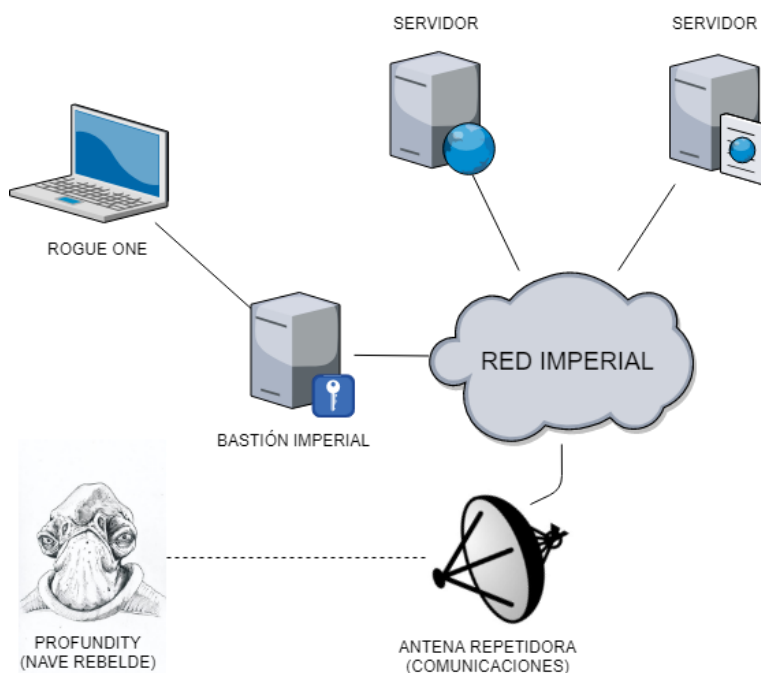 SERVIDOR
SERVIDOR
ROGUE ONE
RED IMPERIAL
BASTIÓN IMPERIAL
PROFUNDITY
(NAVE REBELDE)
ANTENA REPETIDORA
(COMUNICACIONES)